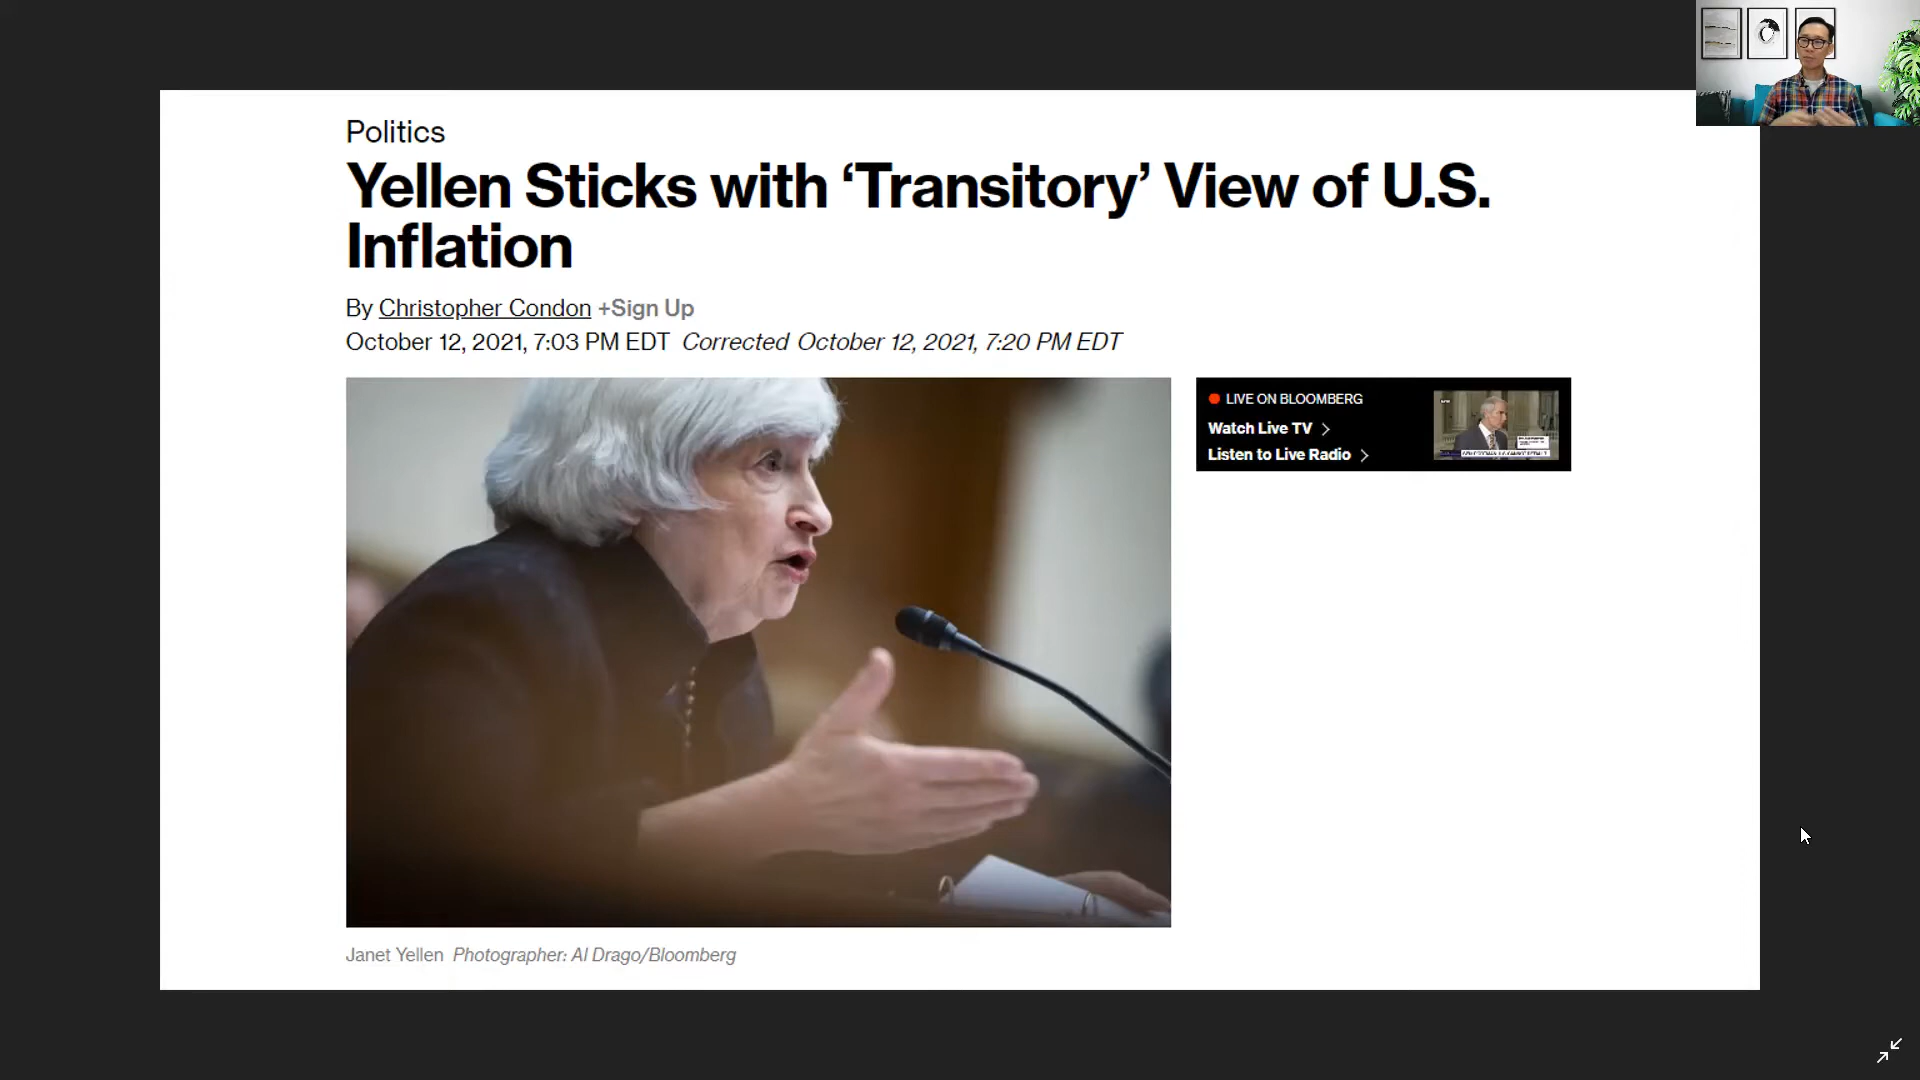 Politics
Yellen Sticks with ‘Transitory’ View of U.S.
Inflation
By Christopher Condon +Sign Up
October 12, 2021, 7:03 PM EDT Corrected October 12, 2021, 7:20 PM EDT
LIVE ON BLOOMBERG
Watch Live TV
Listen to Live Radio
Janet Yellen Photographer: Al Drago/Bloomberg